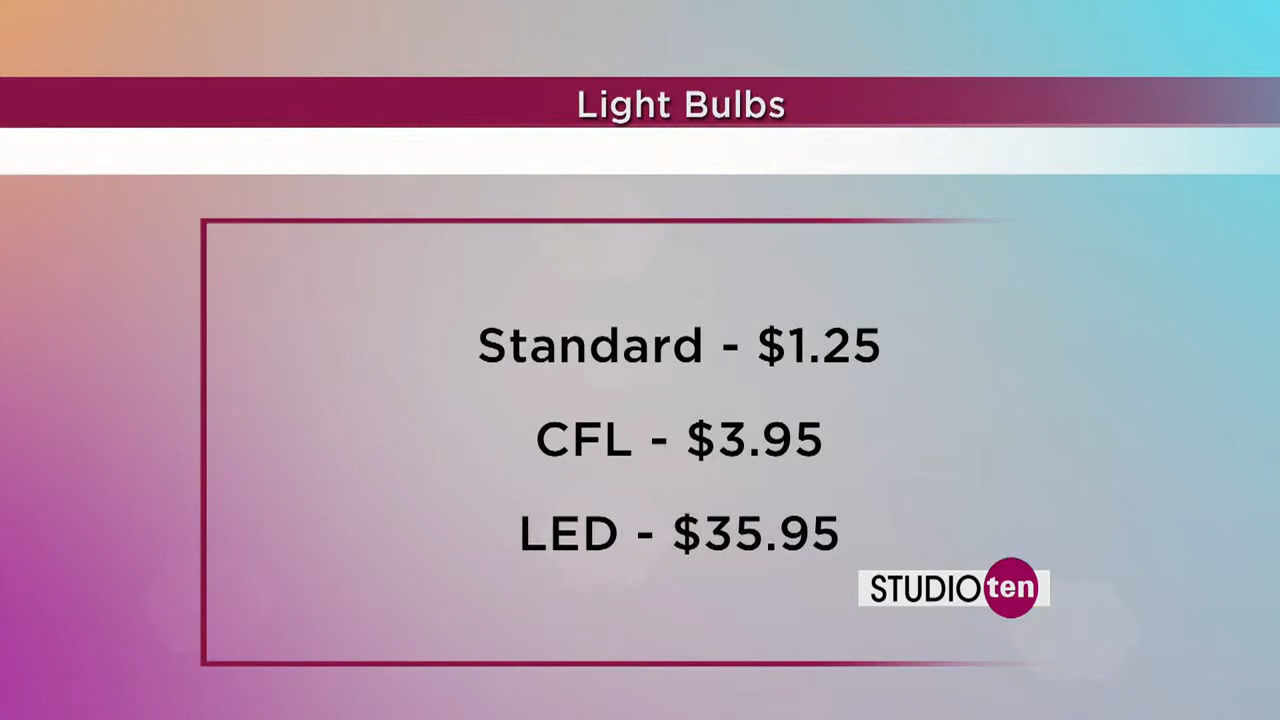 Light Bulbs
Standard - $1.25
CFL - $3.95
LED - $35.95
STUDIO ten